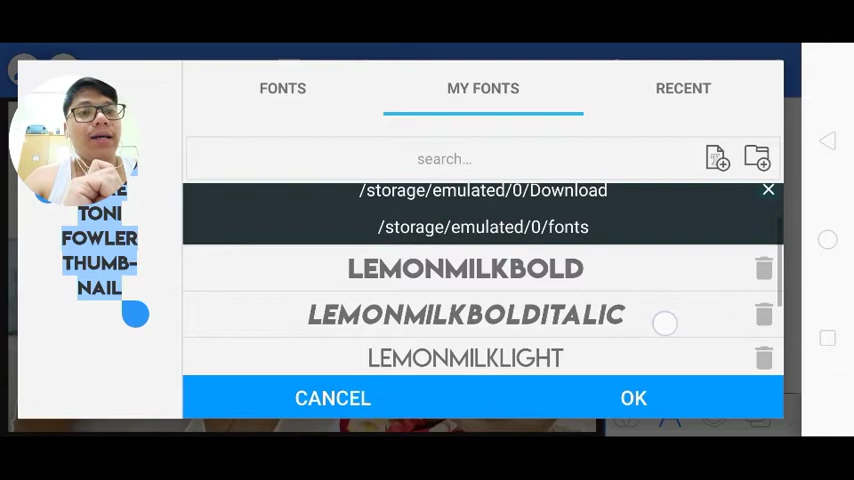 FONTS
MY FONTS
RECENT
search...
/storage/emulated/0/Download
/storage/emulated/0/fonts
TONI
FOWLER
THUMB-
NAIL
LEMONMILKBOLD
LEMONMILKBOLDITALIC
LEMONMILKLIGHT
CANCEL
OK